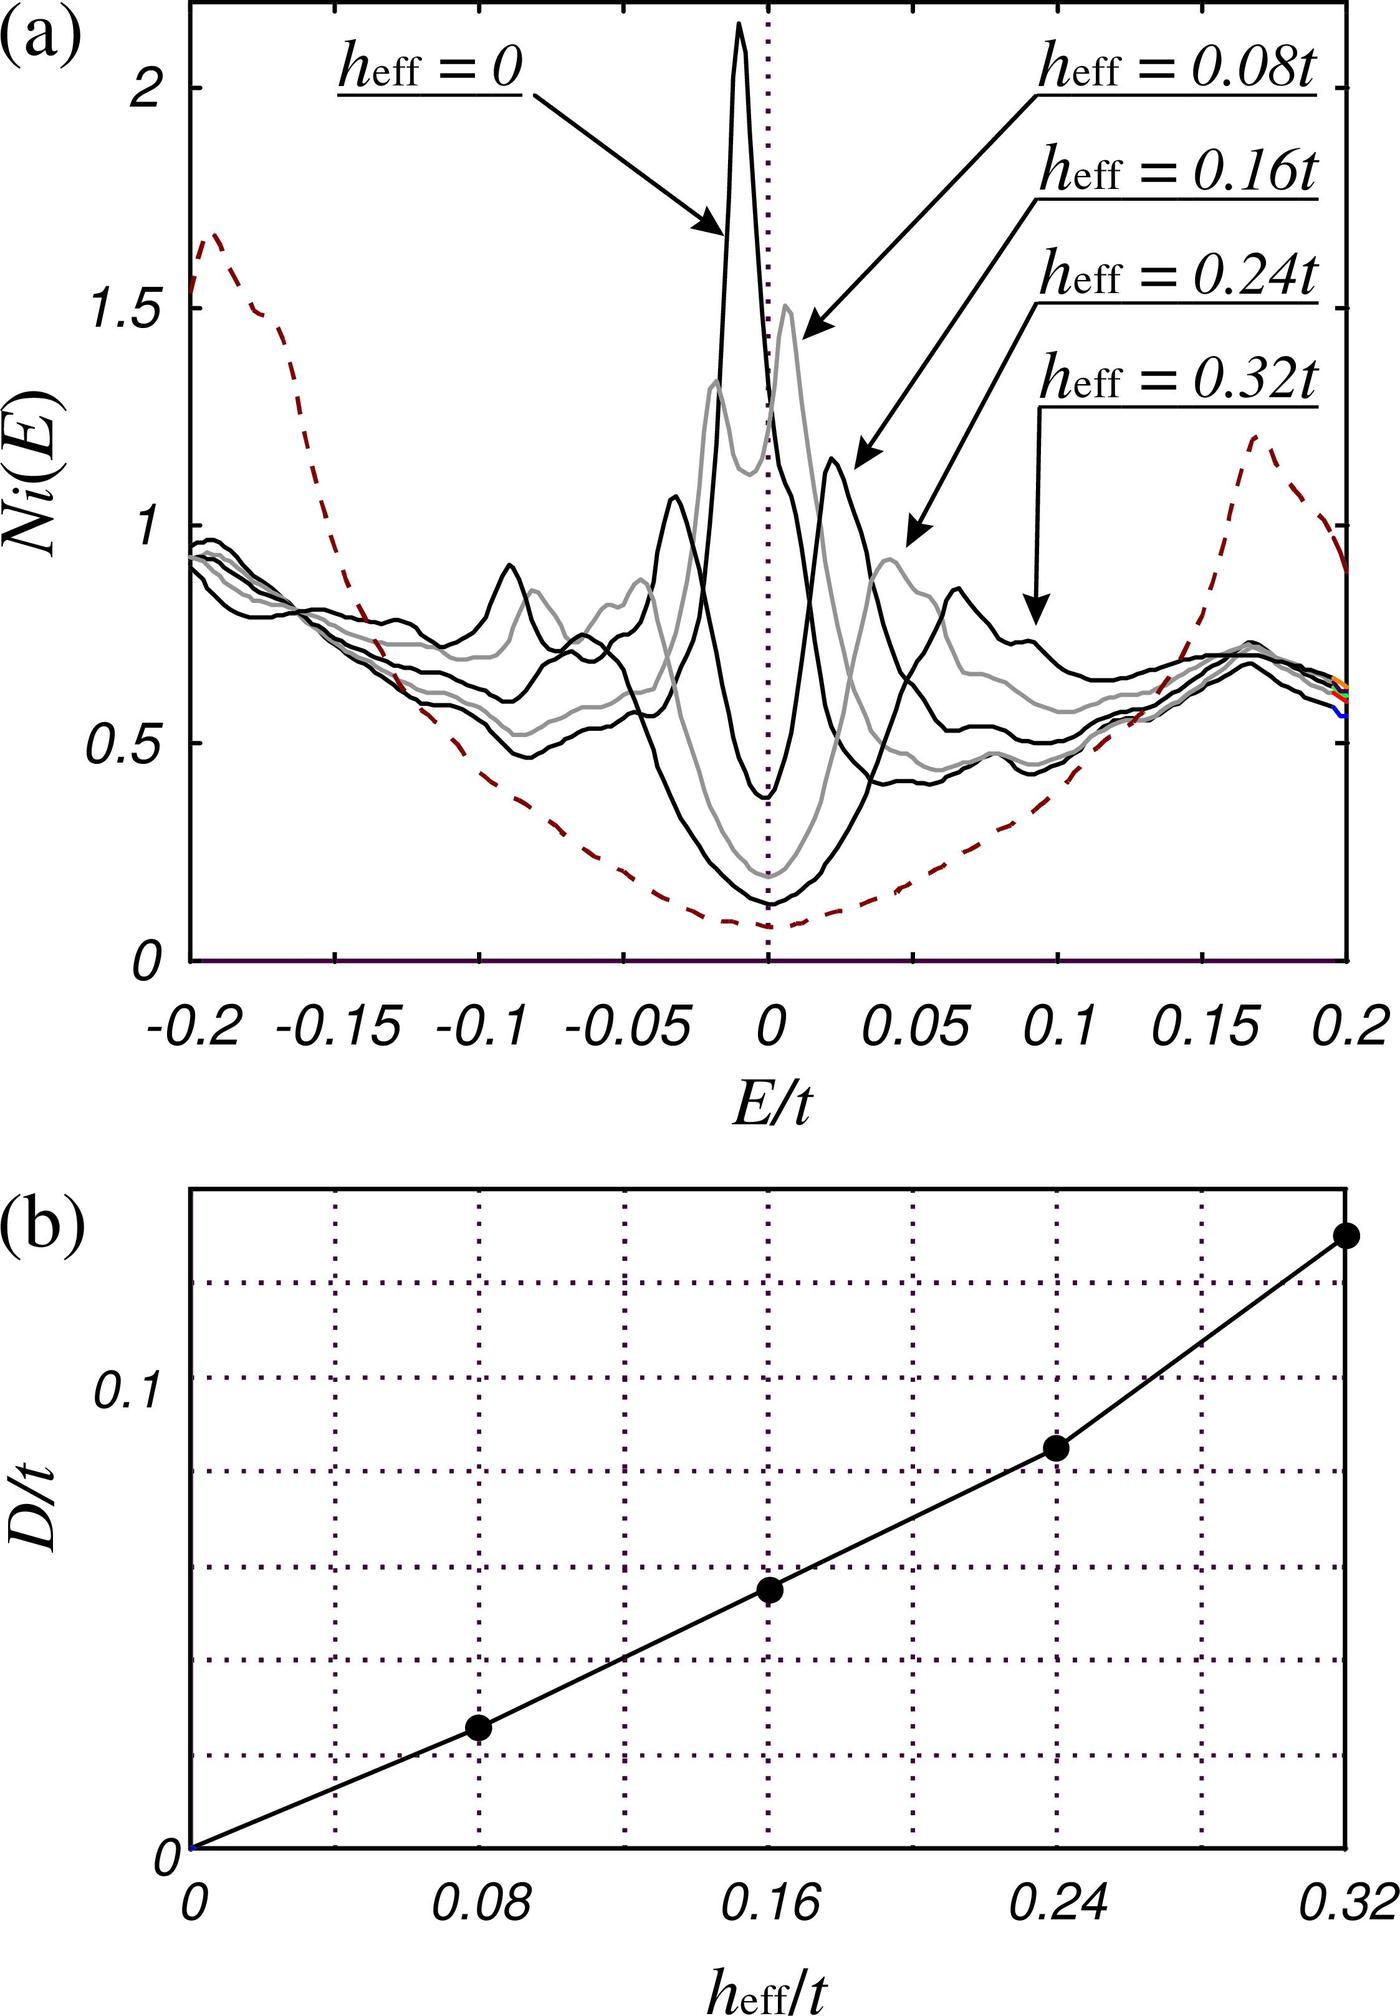 (a)
heff = 0
heff = 0.08t
heff = 0.16t
heff = 0.24t
heff = 0.32t
2
1.5
1
0.5
0
Ni(E)
-0.2 -0.15 -0.1 -0.05 0 0.05 0.1 0.15 0.2
E/t
(b)
0.1
0
D/t
0 0.08 0.16 0.24 0.32
heff/t